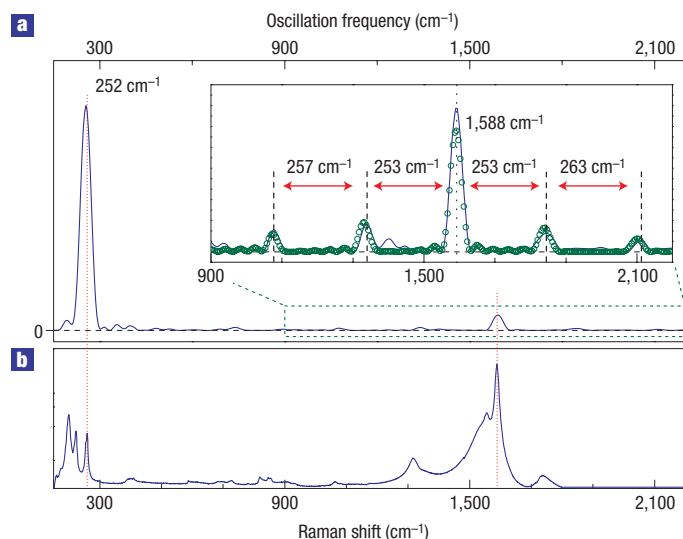 a
Oscillation frequency (cm⁻¹)
300 900 1,500 2,100
252 cm⁻¹
1,588 cm⁻¹
257 cm⁻¹ 253 cm⁻¹ 253 cm⁻¹ 263 cm⁻¹
900 1,500 2,100
0
b
300 900 1,500 2,100
Raman shift (cm⁻¹)